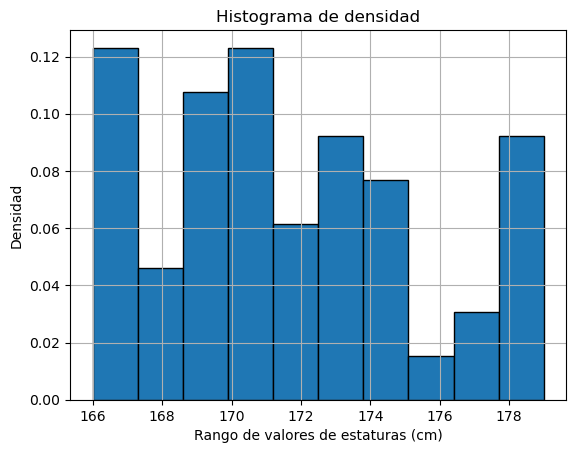 Histograma de densidad
Densidad
0.12
0.10
0.08
0.06
0.04
0.02
0.00
166 168 170 172 174 176 178
Rango de valores de estaturas (cm)